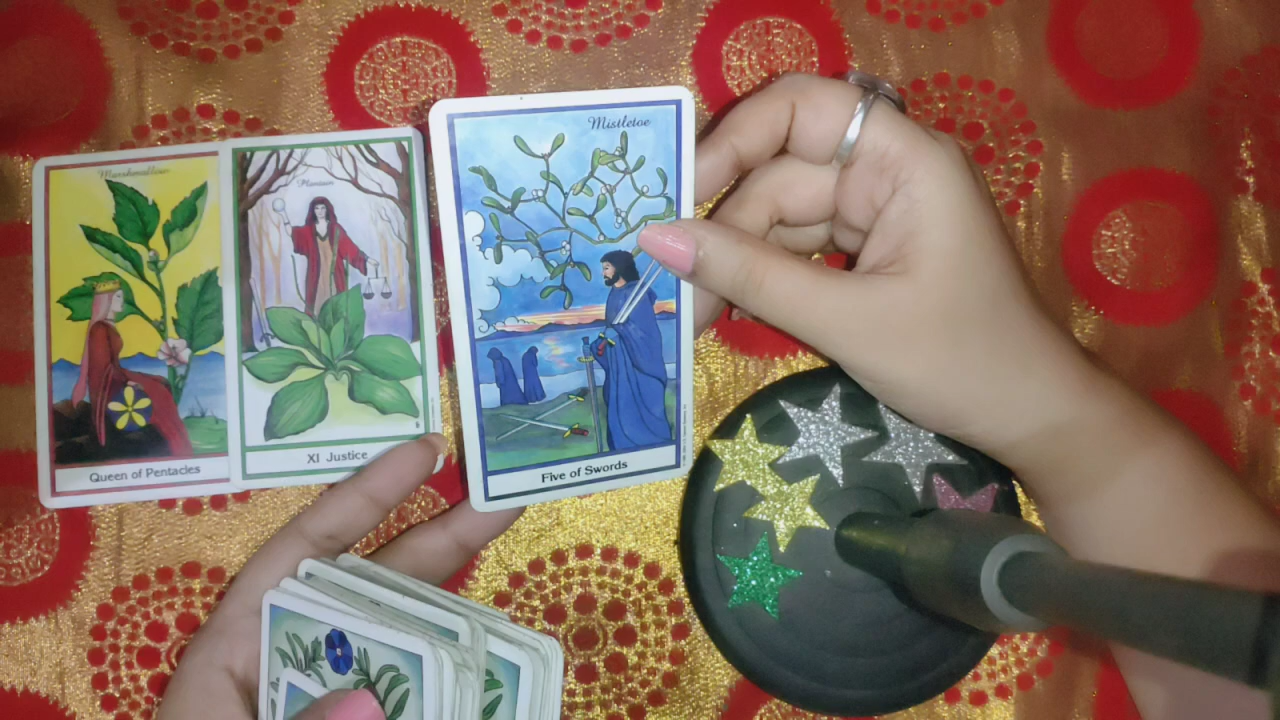 Marshmallow
Queen of Pentacles
Plantain
XI Justice
Mistletoe
Five of Swords